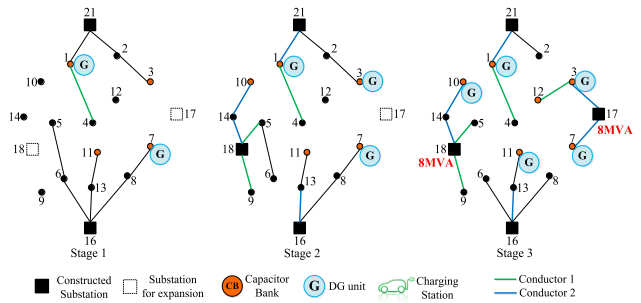 21
1
G
2
3
10
12
14
5
4
17
18
11
7
G
6
13
8
9
16
Stage 1
21
1
G
2
3
G
10
12
14
5
4
17
18
11
7
G
6
13
8
9
16
Stage 2
21
1
G
2
3
G
10
G
12
14
5
4
17
8MVA
18
8MVA
11
G
7
G
6
13
8
9
16
Stage 3
Constructed
Substation
Substation
for expansion
CB
Capacitor
Bank
G
DG unit
Charging
Station
Conductor 1
Conductor 2